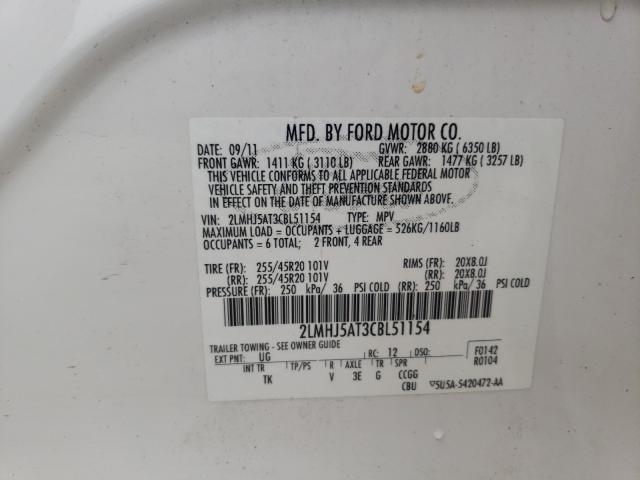 MFD. BY FORD MOTOR CO.
DATE: 09/11 GVWR: 2880 KG ( 6350 LB)
FRONT GAWR: 1411 KG ( 3110 LB) REAR GAWR: 1477 KG ( 3257 LB)
THIS VEHICLE CONFORMS TO ALL APPLICABLE FEDERAL MOTOR
VEHICLE SAFETY AND THEFT PREVENTION STANDARDS
IN EFFECT ON THE DATE OF MANUFACTURE SHOWN ABOVE.
VIN: 2LMHJ5AT3CBL51154 TYPE: MPV
MAXIMUM LOAD = OCCUPANTS + LUGGAGE = 526KG/1160LB
OCCUPANTS = 6 TOTAL; 2 FRONT, 4 REAR
TIRE (FR): 255/45R20 101V RIMS (FR): 20X8.0J
(RR): 255/45R20 101V (RR): 20X8.0J
PRESSURE (FR): 250 kPa/ 36 PSI COLD (RR): 250 kPa/ 36 PSI COLD
2LMHJ5AT3CBL51154
TRAILER TOWING - SEE OWNER GUIDE
EXT PNT: UG RC: 12 DSO: F0142
R0104
INT TR TP/PS R AXLE TR SPR
TK V 3E G CCGG
CBU ▽5U5A-5420472-AA